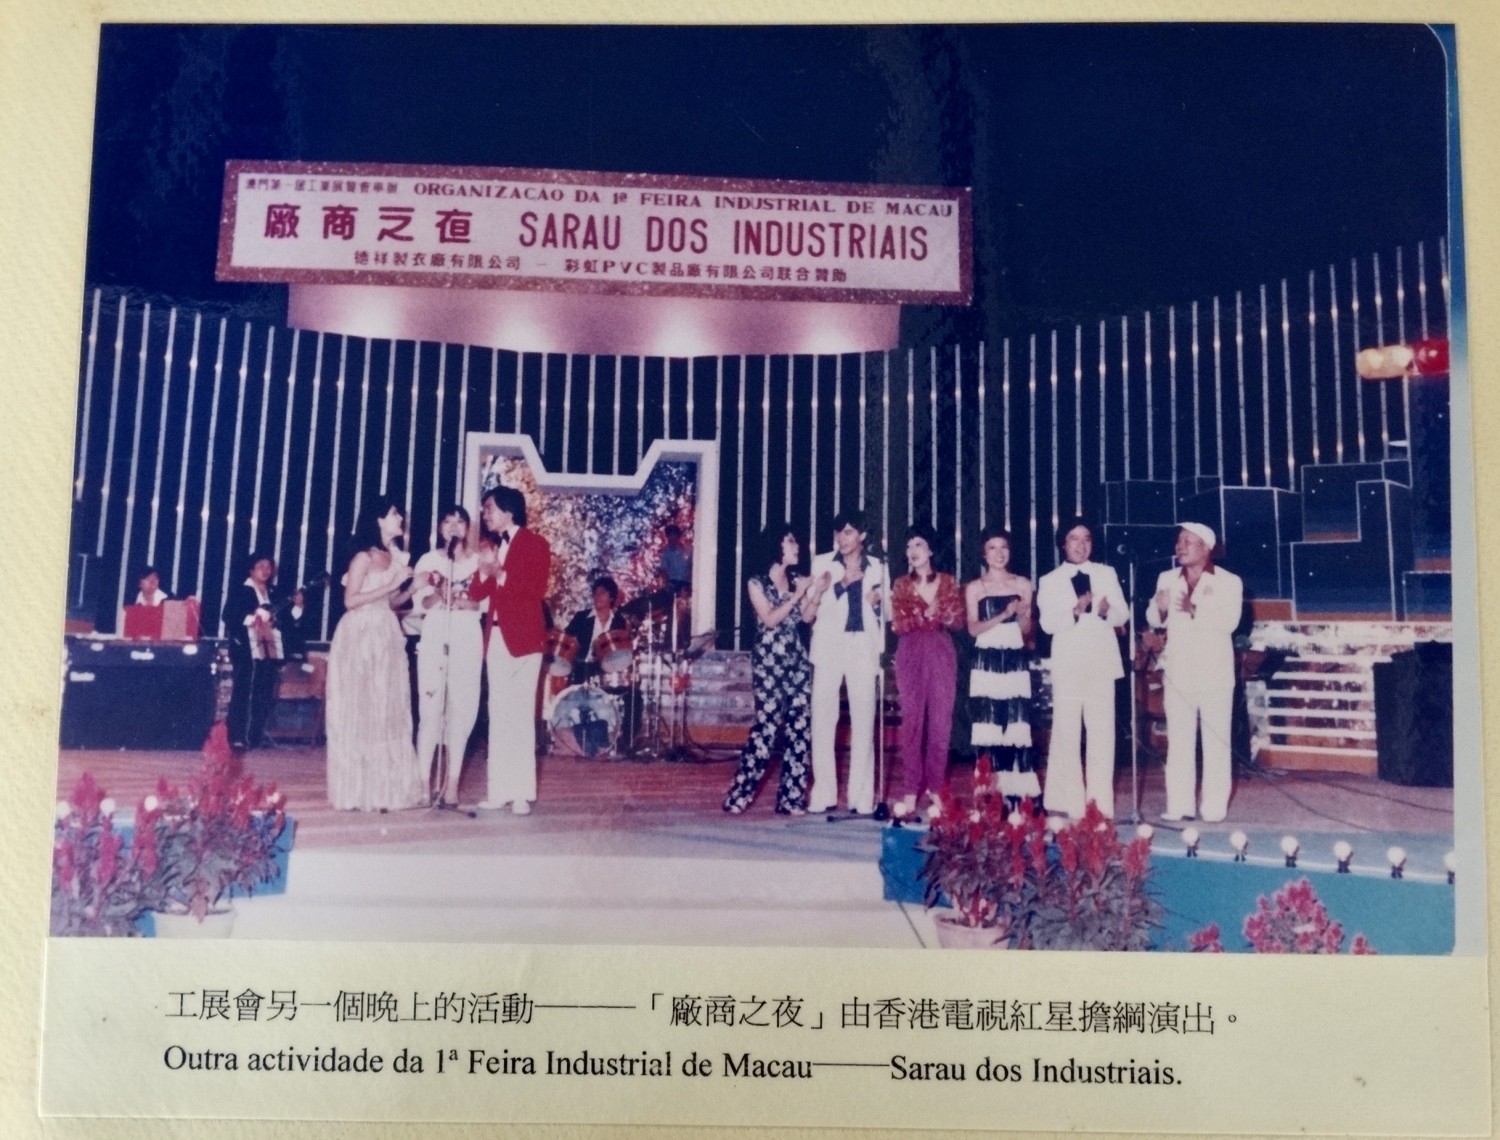 澳門第一屆工業展覽會舉辦 ORGANIZACAO DA 1ª FEIRA INDUSTRIAL DE MACAU
廠商之夜 SARAU DOS INDUSTRIAIS
德祥製衣廠有限公司 — 彩虹PVC製品廠有限公司联合贊助
工展會另一個晚上的活動———「廠商之夜」由香港電視紅星擔綱演出。
Outra actividade da 1ª Feira Industrial de Macau——Sarau dos Industriais.